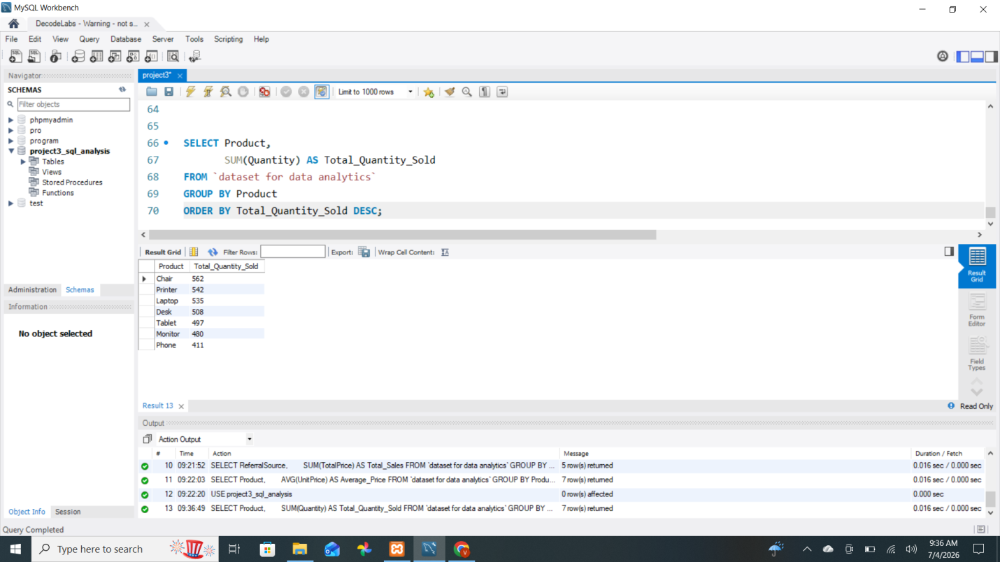 MySQL Workbench
DecodeLabs - Warning - not s...
File Edit View Query Database Server Tools Scripting Help
Navigator
SCHEMAS
Filter objects
phpmyadmin
pro
program
project3_sql_analysis
Tables
Views
Stored Procedures
Functions
test
Administration Schemas
Information
No object selected
Object Info Session
project3*
Limit to 1000 rows
64
65
66 SELECT Product,
67 SUM(Quantity) AS Total_Quantity_Sold
68 FROM `dataset for data analytics`
69 GROUP BY Product
70 ORDER BY Total_Quantity_Sold DESC;
Result Grid Filter Rows: Export: Wrap Cell Content:
Product Total_Quantity_Sold
Chair 562
Printer 542
Laptop 535
Desk 508
Tablet 497
Monitor 480
Phone 411
Result Grid
Form Editor
Field Types
Result 13 Read Only
Output
Action Output
# Time Action Message Duration / Fetch
10 09:21:52 SELECT ReferralSource, SUM(TotalPrice) AS Total_Sales FROM `dataset for data analytics` GROUP BY ... 5 row(s) returned 0.016 sec / 0.000 sec
11 09:22:03 SELECT Product, AVG(UnitPrice) AS Average_Price FROM `dataset for data analytics` GROUP BY Produ... 7 row(s) returned 0.016 sec / 0.000 sec
12 09:22:20 USE project3_sql_analysis 0 row(s) affected 0.000 sec
13 09:36:49 SELECT Product, SUM(Quantity) AS Total_Quantity_Sold FROM `dataset for data analytics` GROUP BY ... 7 row(s) returned 0.016 sec / 0.000 sec
Query Completed
Type here to search
9:36 AM
7/4/2026